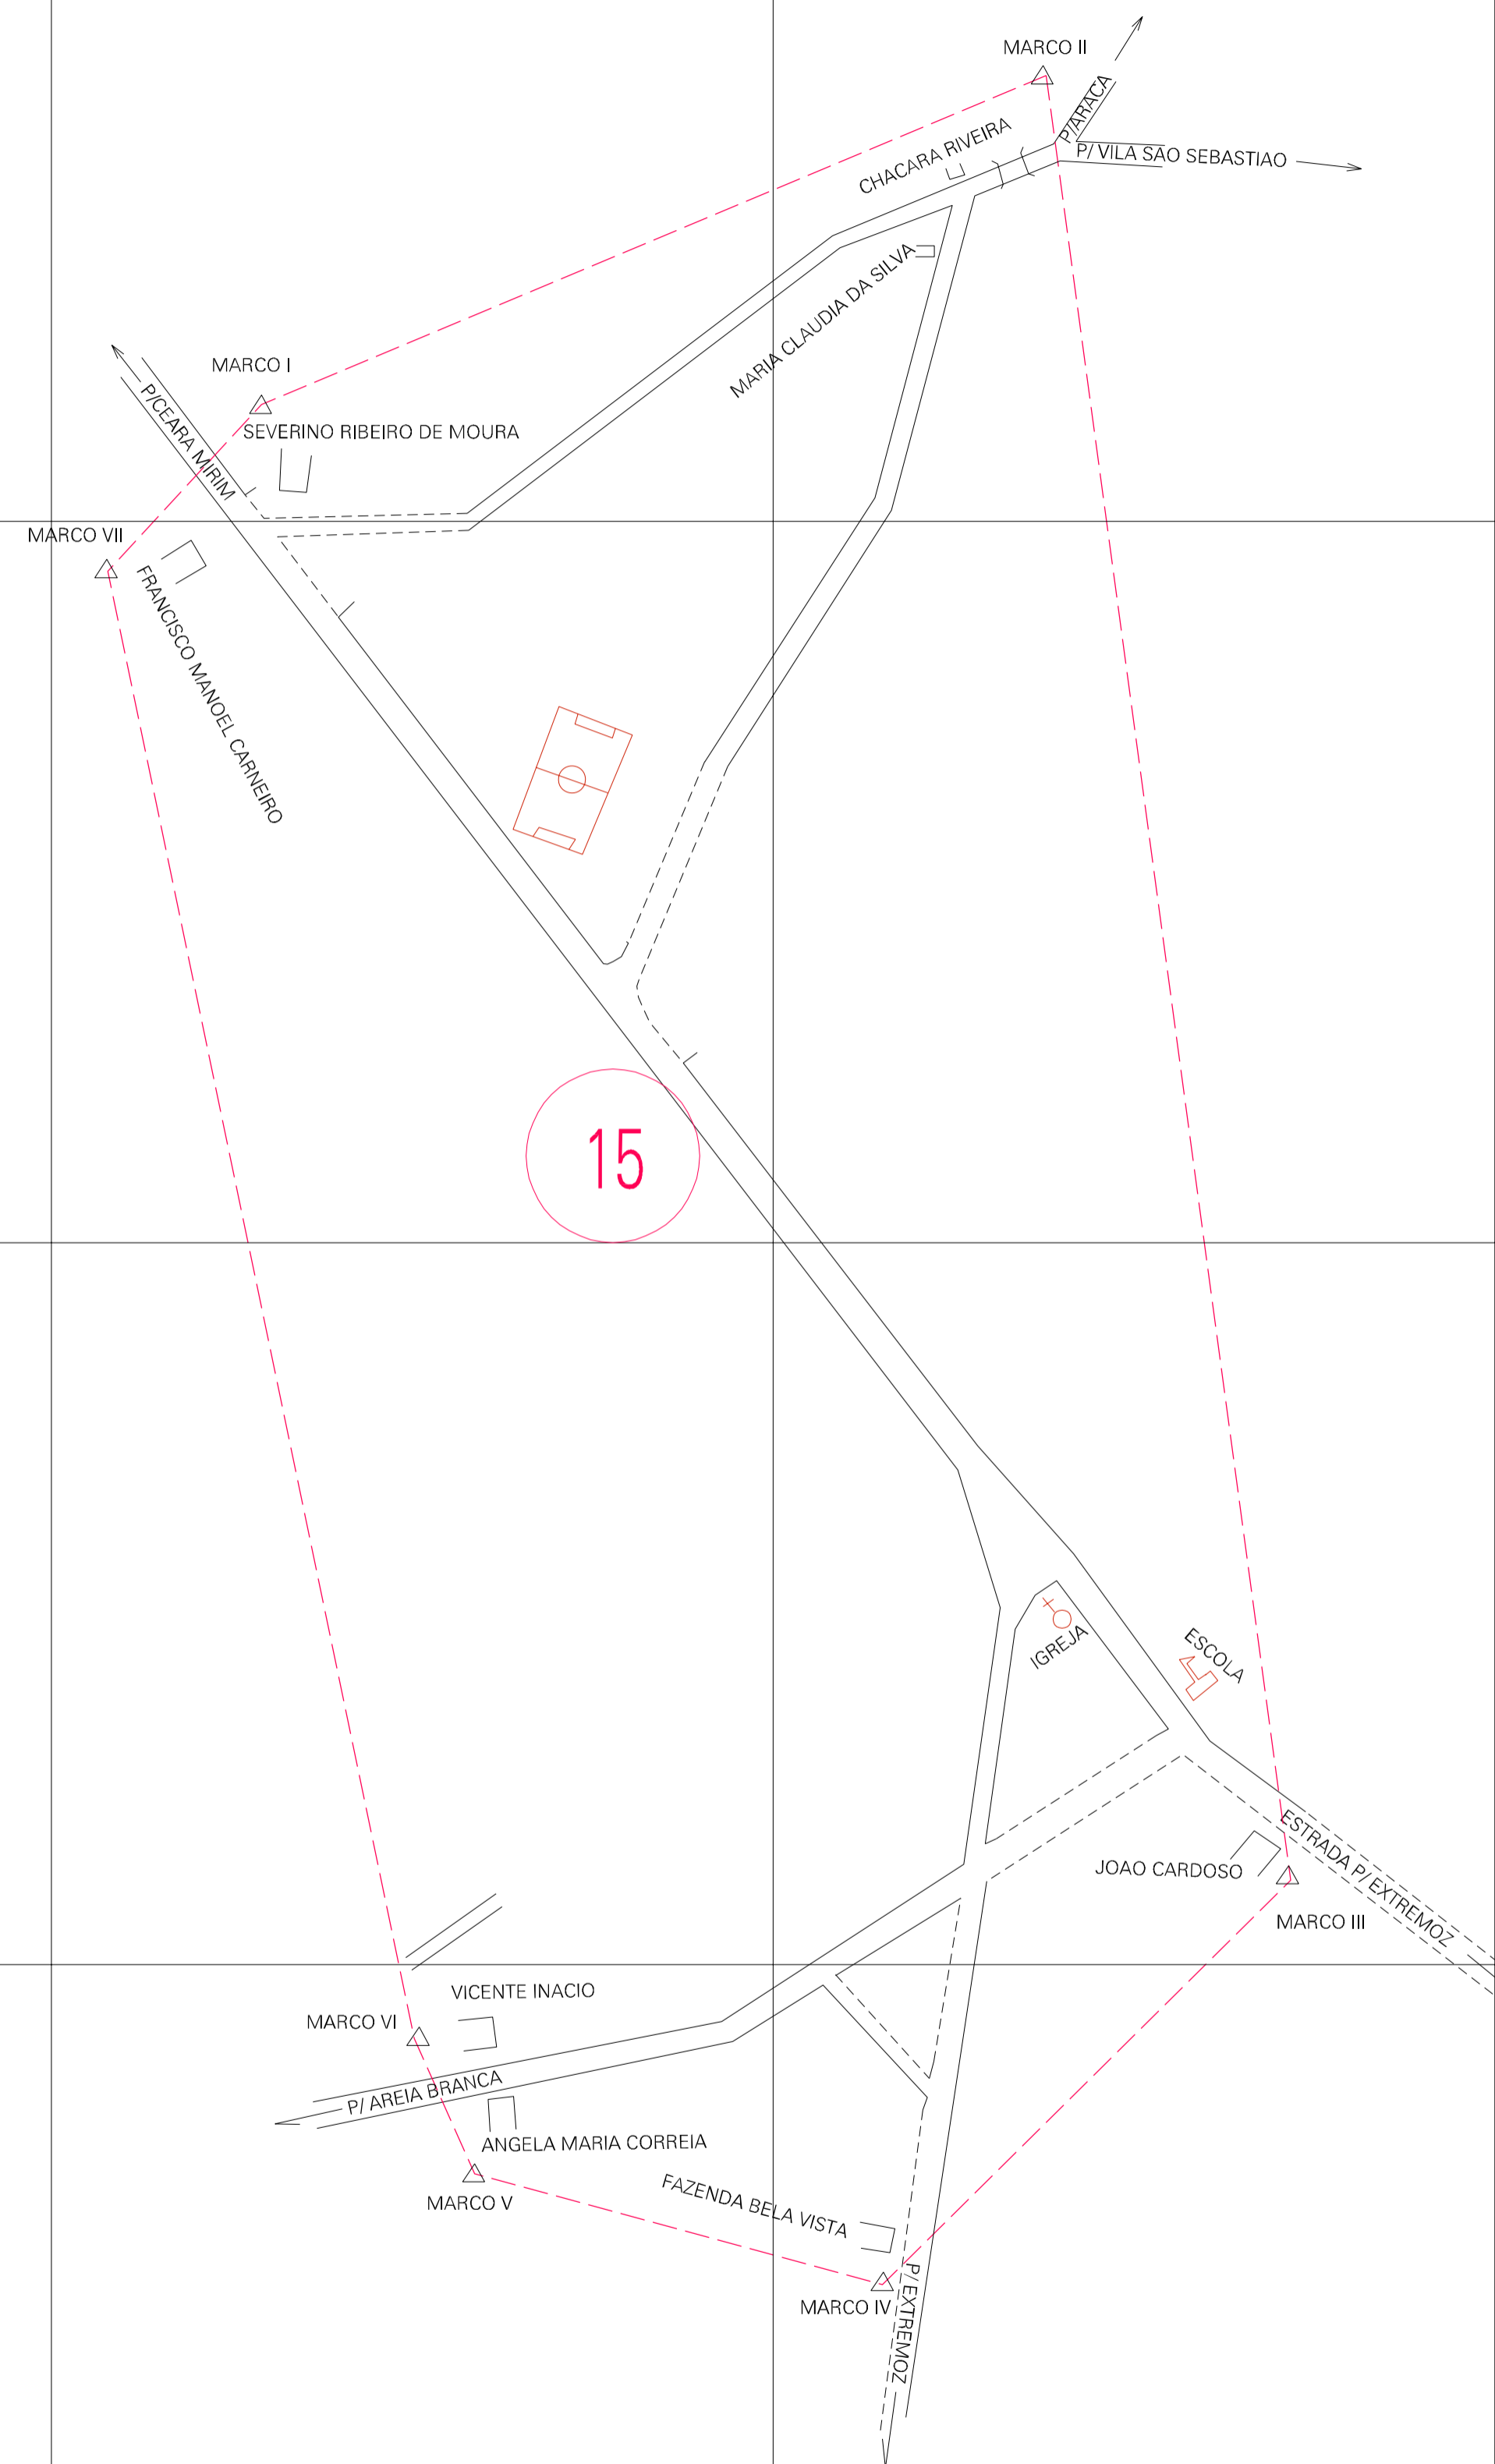 MARCO II
P/ARACA
P/ VILA SAO SEBASTIAO
CHACARA RIVEIRA
MARIA CLAUDIA DA SILVA
MARCO I
SEVERINO RIBEIRO DE MOURA
P/CEARA MIRIM
MARCO VII
FRANCISCO MANOEL CARNEIRO
15
IGREJA
ESCOLA
JOAO CARDOSO
ESTRADA P/ EXTREMOZ
MARCO III
VICENTE INACIO
MARCO VI
P/ AREIA BRANCA
ANGELA MARIA CORREIA
MARCO V
FAZENDA BELA VISTA
MARCO IV
P/ EXTREMOZ